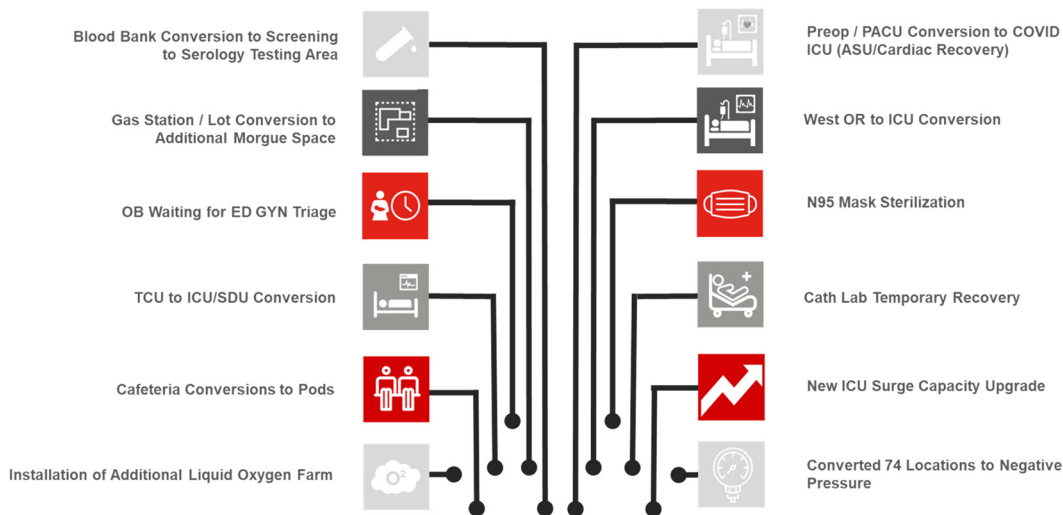 Blood Bank Conversion to Screening
to Serology Testing Area
Gas Station / Lot Conversion to
Additional Morgue Space
OB Waiting for ED GYN Triage
TCU to ICU/SDU Conversion
Cafeteria Conversions to Pods
Installation of Additional Liquid Oxygen Farm
O²
Preop / PACU Conversion to COVID
ICU (ASU/Cardiac Recovery)
West OR to ICU Conversion
N95 Mask Sterilization
Cath Lab Temporary Recovery
New ICU Surge Capacity Upgrade
Converted 74 Locations to Negative
Pressure